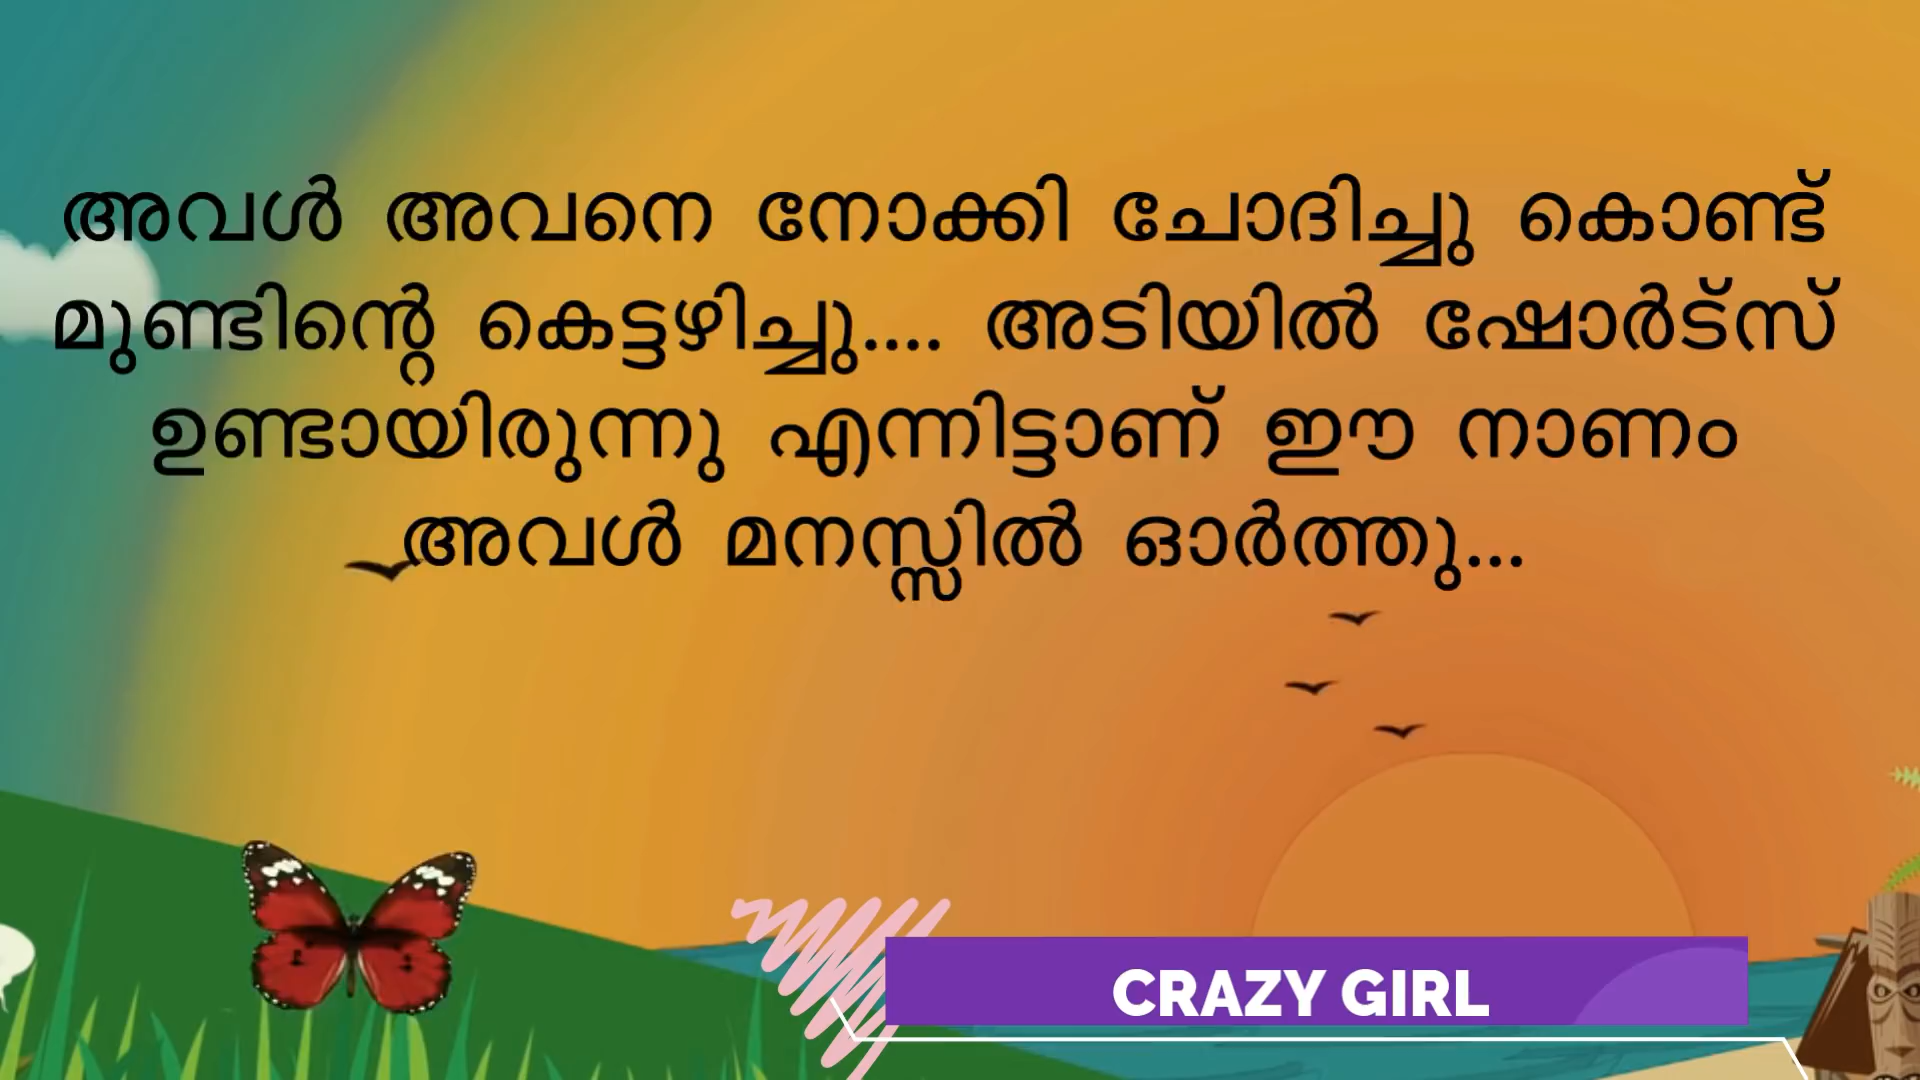 അവൾ അവനെ നോക്കി ചോദിച്ചു കൊണ്ട്
മുണ്ടിന്റെ കെട്ടഴിച്ചു.... അടിയിൽ ഷോർട്സ്
ഉണ്ടായിരുന്നു എന്നിട്ടാണ് ഈ നാണം
അവൾ മനസ്സിൽ ഓർത്തു...
CRAZY GIRL